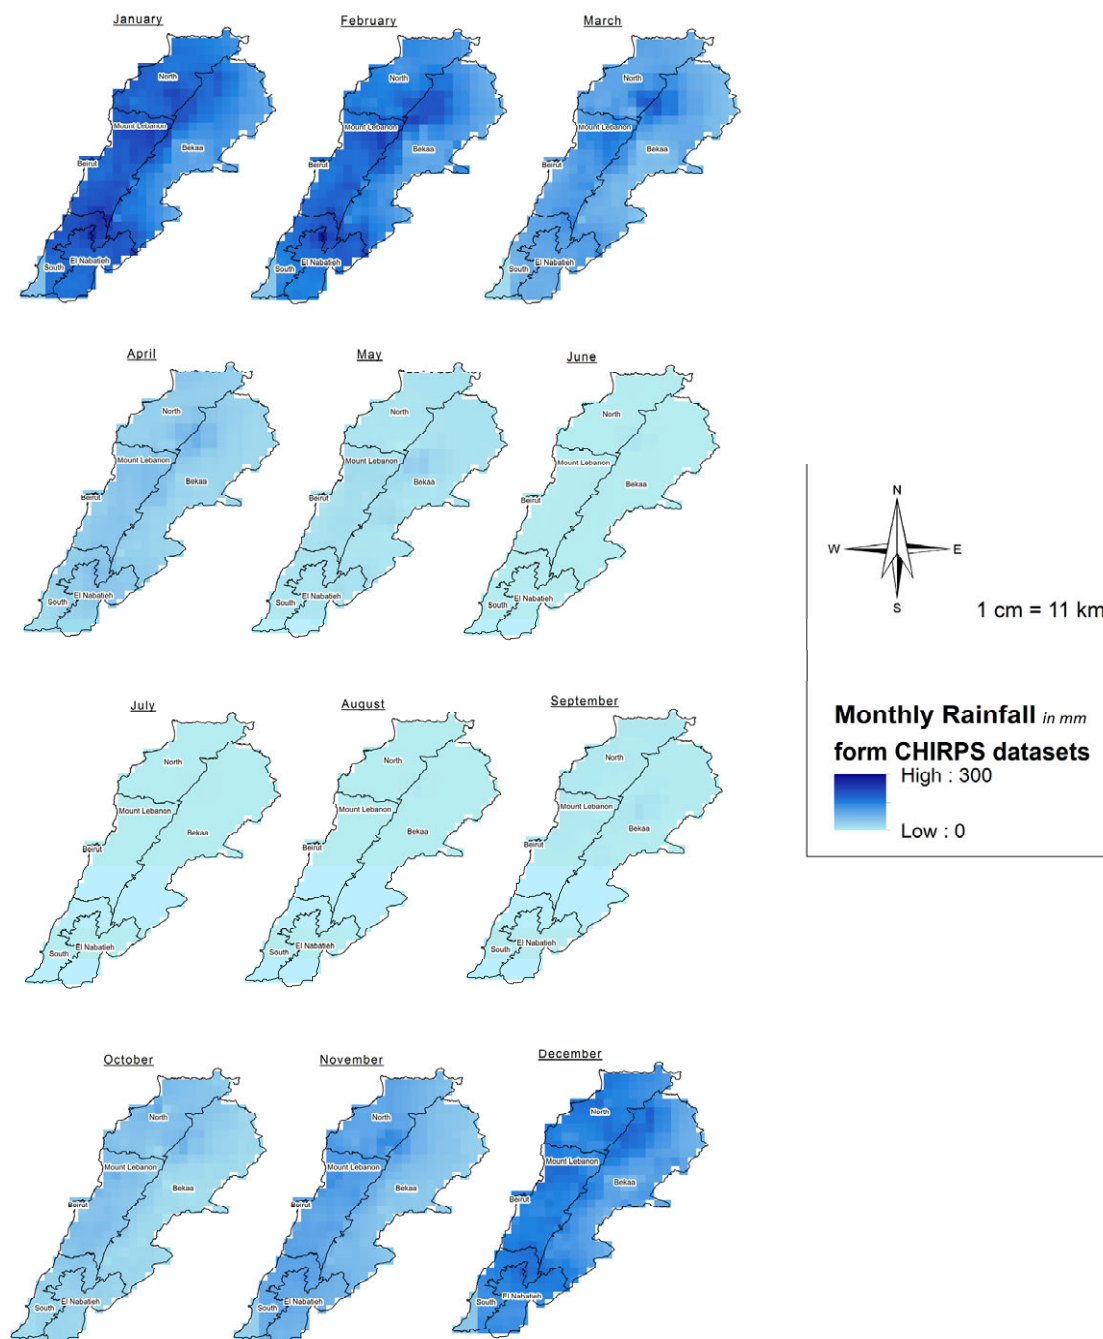 January
February
March
North
Mount Lebanon
Bekaa
Beirut
El Nabatieh
South
North
Mount Lebanon
Bekaa
Beirut
El Nabatieh
South
North
Mount Lebanon
Bekaa
Beirut
El Nabatieh
South
April
May
June
North
Mount Lebanon
Bekaa
Beirut
El Nabatieh
South
North
Mount Lebanon
Bekaa
Beirut
El Nabatieh
South
North
Mount Lebanon
Bekaa
Beirut
El Nabatieh
South
N
W
E
S
1 cm = 11 km
Monthly Rainfall in mm
form CHIRPS datasets
High : 300
Low : 0
July
August
September
North
Mount Lebanon
Bekaa
Beirut
El Nabatieh
South
North
Mount Lebanon
Bekaa
Beirut
El Nabatieh
South
North
Mount Lebanon
Bekaa
Beirut
El Nabatieh
South
October
November
December
North
Mount Lebanon
Bekaa
Beirut
El Nabatieh
South
North
Mount Lebanon
Bekaa
Beirut
El Nabatieh
South
North
Mount Lebanon
Bekaa
Beirut
El Nabatieh
South